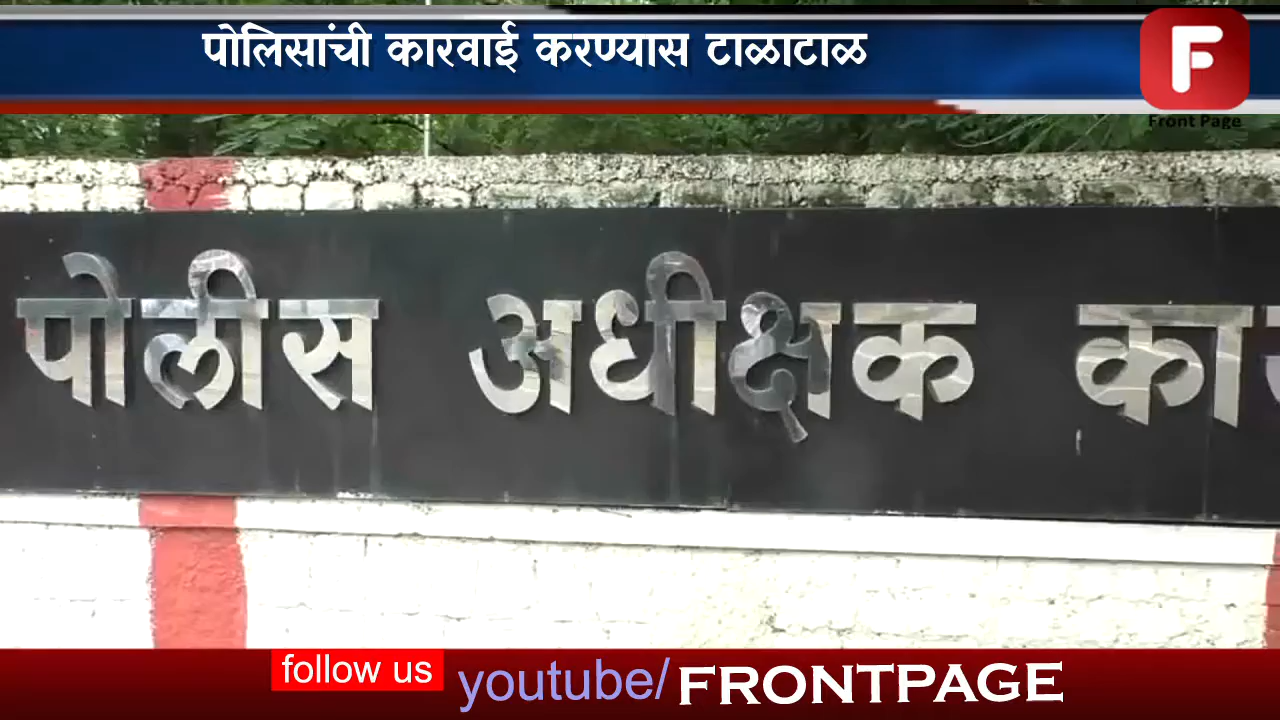 पोलिसांची कारवाई करण्यास टाळाटाळ
F
Front Page
पोलीस अधीक्षक का
follow us youtube/ FRONTPAGE